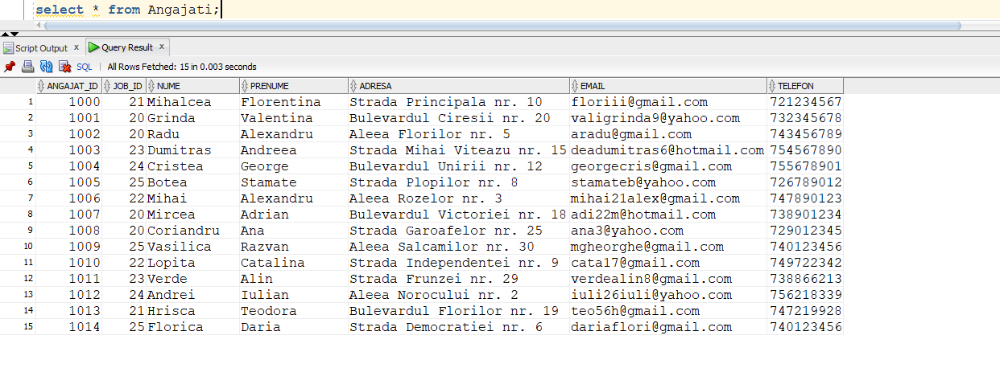 select * from Angajati;
Script Output x Query Result x
SQL | All Rows Fetched: 15 in 0.003 seconds
ANGAJAT_ID JOB_ID NUME PRENUME ADRESA EMAIL TELEFON
1 1000 21 Mihalcea Florentina Strada Principala nr. 10 floriii@gmail.com 721234567
2 1001 20 Grinda Valentina Bulevardul Ciresii nr. 20 valigrinda9@yahoo.com 732345678
3 1002 20 Radu Alexandru Aleea Florilor nr. 5 aradu@gmail.com 743456789
4 1003 23 Dumitras Andreea Strada Mihai Viteazu nr. 15 deadumitras6@hotmail.com 754567890
5 1004 24 Cristea George Bulevardul Unirii nr. 12 georgecris@gmail.com 755678901
6 1005 25 Botea Stamate Strada Plopilor nr. 8 stamateb@yahoo.com 726789012
7 1006 22 Mihai Alexandru Aleea Rozelor nr. 3 mihai21alex@gmail.com 747890123
8 1007 20 Mircea Adrian Bulevardul Victoriei nr. 18 adi22m@hotmail.com 738901234
9 1008 20 Coriandru Ana Strada Garoafelor nr. 25 ana3@yahoo.com 729012345
10 1009 25 Vasilica Razvan Aleea Salcamilor nr. 30 mgheorghe@gmail.com 740123456
11 1010 22 Lopita Catalina Strada Independentei nr. 9 cata17@gmail.com 749722342
12 1011 23 Verde Alin Strada Frunzei nr. 29 verdealin8@gmail.com 738866213
13 1012 24 Andrei Iulian Aleea Norocului nr. 2 iuli26iuli@yahoo.com 756218339
14 1013 21 Hrisca Teodora Bulevardul Florilor nr. 19 teo56h@gmail.com 747219928
15 1014 25 Florica Daria Strada Democratiei nr. 6 dariaflori@gmail.com 740123456